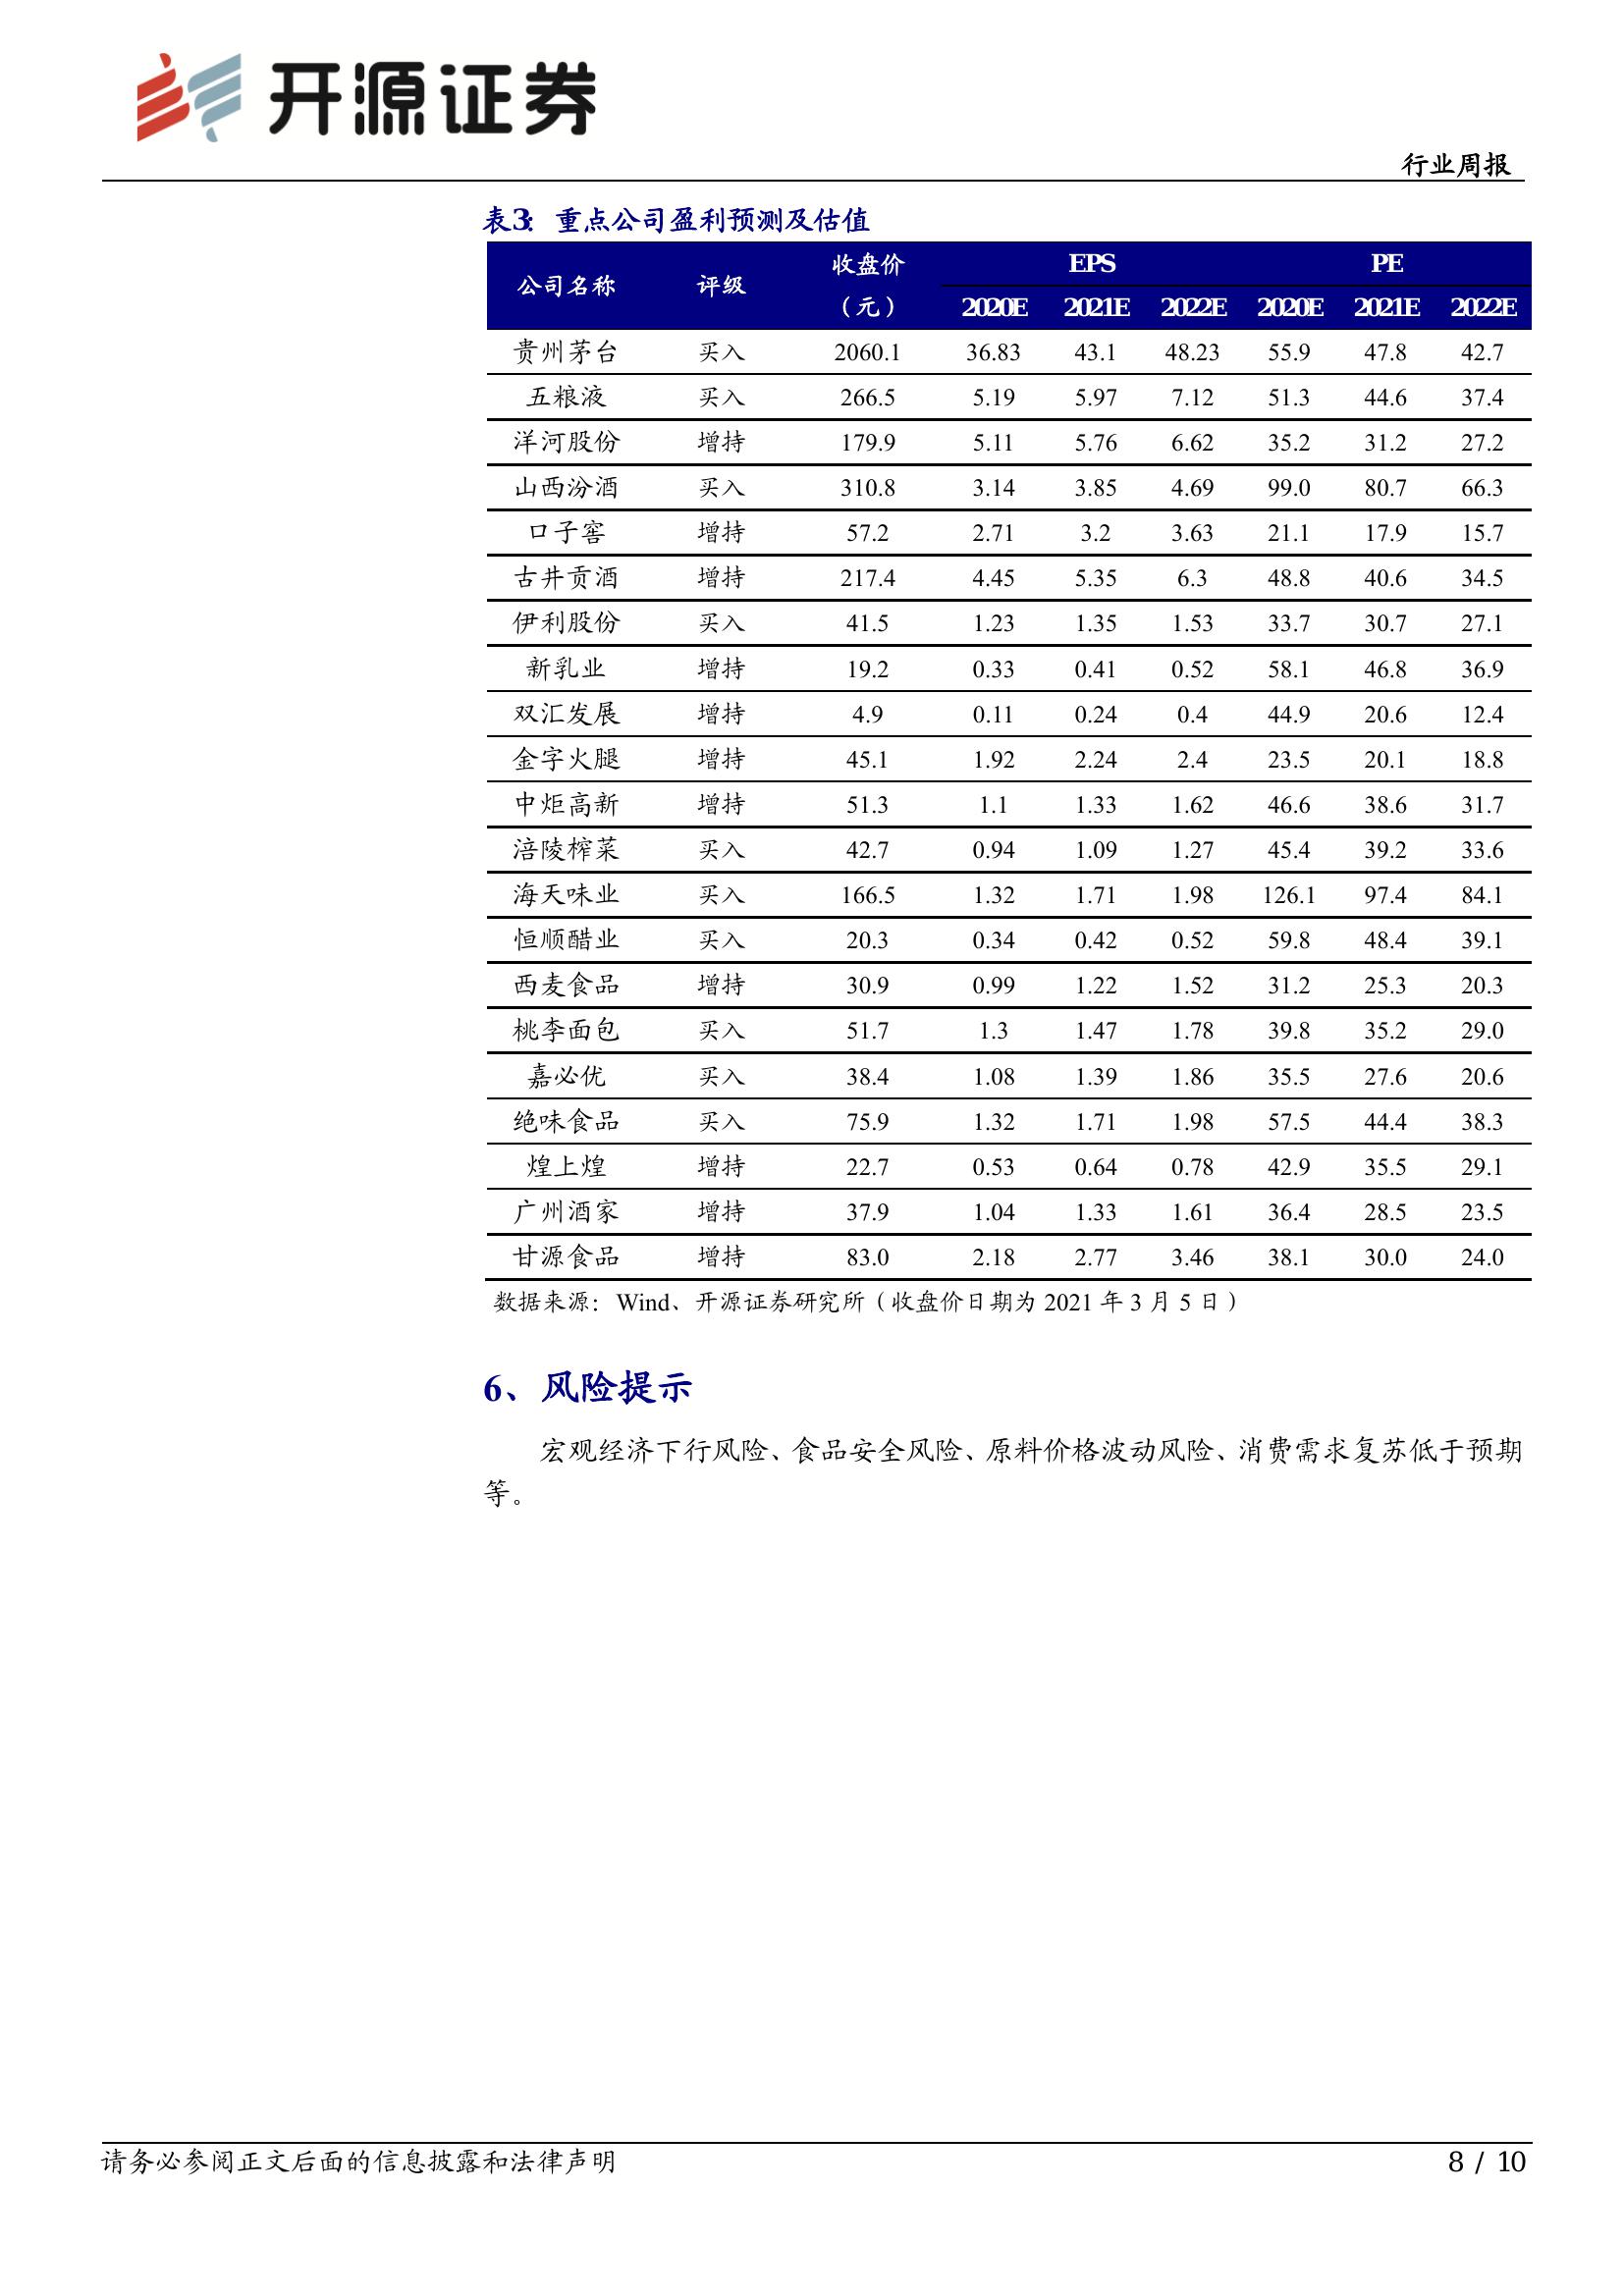 开源证券
行业周报
表3：重点公司盈利预测及估值
公司名称 评级 收盘价（元） EPS PE
2020E 2021E 2022E 2020E 2021E 2022E
贵州茅台 买入 2060.1 36.83 43.1 48.23 55.9 47.8 42.7
五粮液 买入 266.5 5.19 5.97 7.12 51.3 44.6 37.4
洋河股份 增持 179.9 5.11 5.76 6.62 35.2 31.2 27.2
山西汾酒 买入 310.8 3.14 3.85 4.69 99.0 80.7 66.3
口子窖 增持 57.2 2.71 3.2 3.63 21.1 17.9 15.7
古井贡酒 增持 217.4 4.45 5.35 6.3 48.8 40.6 34.5
伊利股份 买入 41.5 1.23 1.35 1.53 33.7 30.7 27.1
新乳业 增持 19.2 0.33 0.41 0.52 58.1 46.8 36.9
双汇发展 增持 4.9 0.11 0.24 0.4 44.9 20.6 12.4
金字火腿 增持 45.1 1.92 2.24 2.4 23.5 20.1 18.8
中炬高新 增持 51.3 1.1 1.33 1.62 46.6 38.6 31.7
涪陵榨菜 买入 42.7 0.94 1.09 1.27 45.4 39.2 33.6
海天味业 买入 166.5 1.32 1.71 1.98 126.1 97.4 84.1
恒顺醋业 买入 20.3 0.34 0.42 0.52 59.8 48.4 39.1
西麦食品 增持 30.9 0.99 1.22 1.52 31.2 25.3 20.3
桃李面包 买入 51.7 1.3 1.47 1.78 39.8 35.2 29.0
嘉必优 买入 38.4 1.08 1.39 1.86 35.5 27.6 20.6
绝味食品 买入 75.9 1.32 1.71 1.98 57.5 44.4 38.3
煌上煌 增持 22.7 0.53 0.64 0.78 42.9 35.5 29.1
广州酒家 增持 37.9 1.04 1.33 1.61 36.4 28.5 23.5
甘源食品 增持 83.0 2.18 2.77 3.46 38.1 30.0 24.0
数据来源：Wind、开源证券研究所（收盘价日期为 2021 年 3 月 5 日）
6、风险提示
宏观经济下行风险、食品安全风险、原料价格波动风险、消费需求复苏低于预期
等。
请务必参阅正文后面的信息披露和法律声明
8 / 10